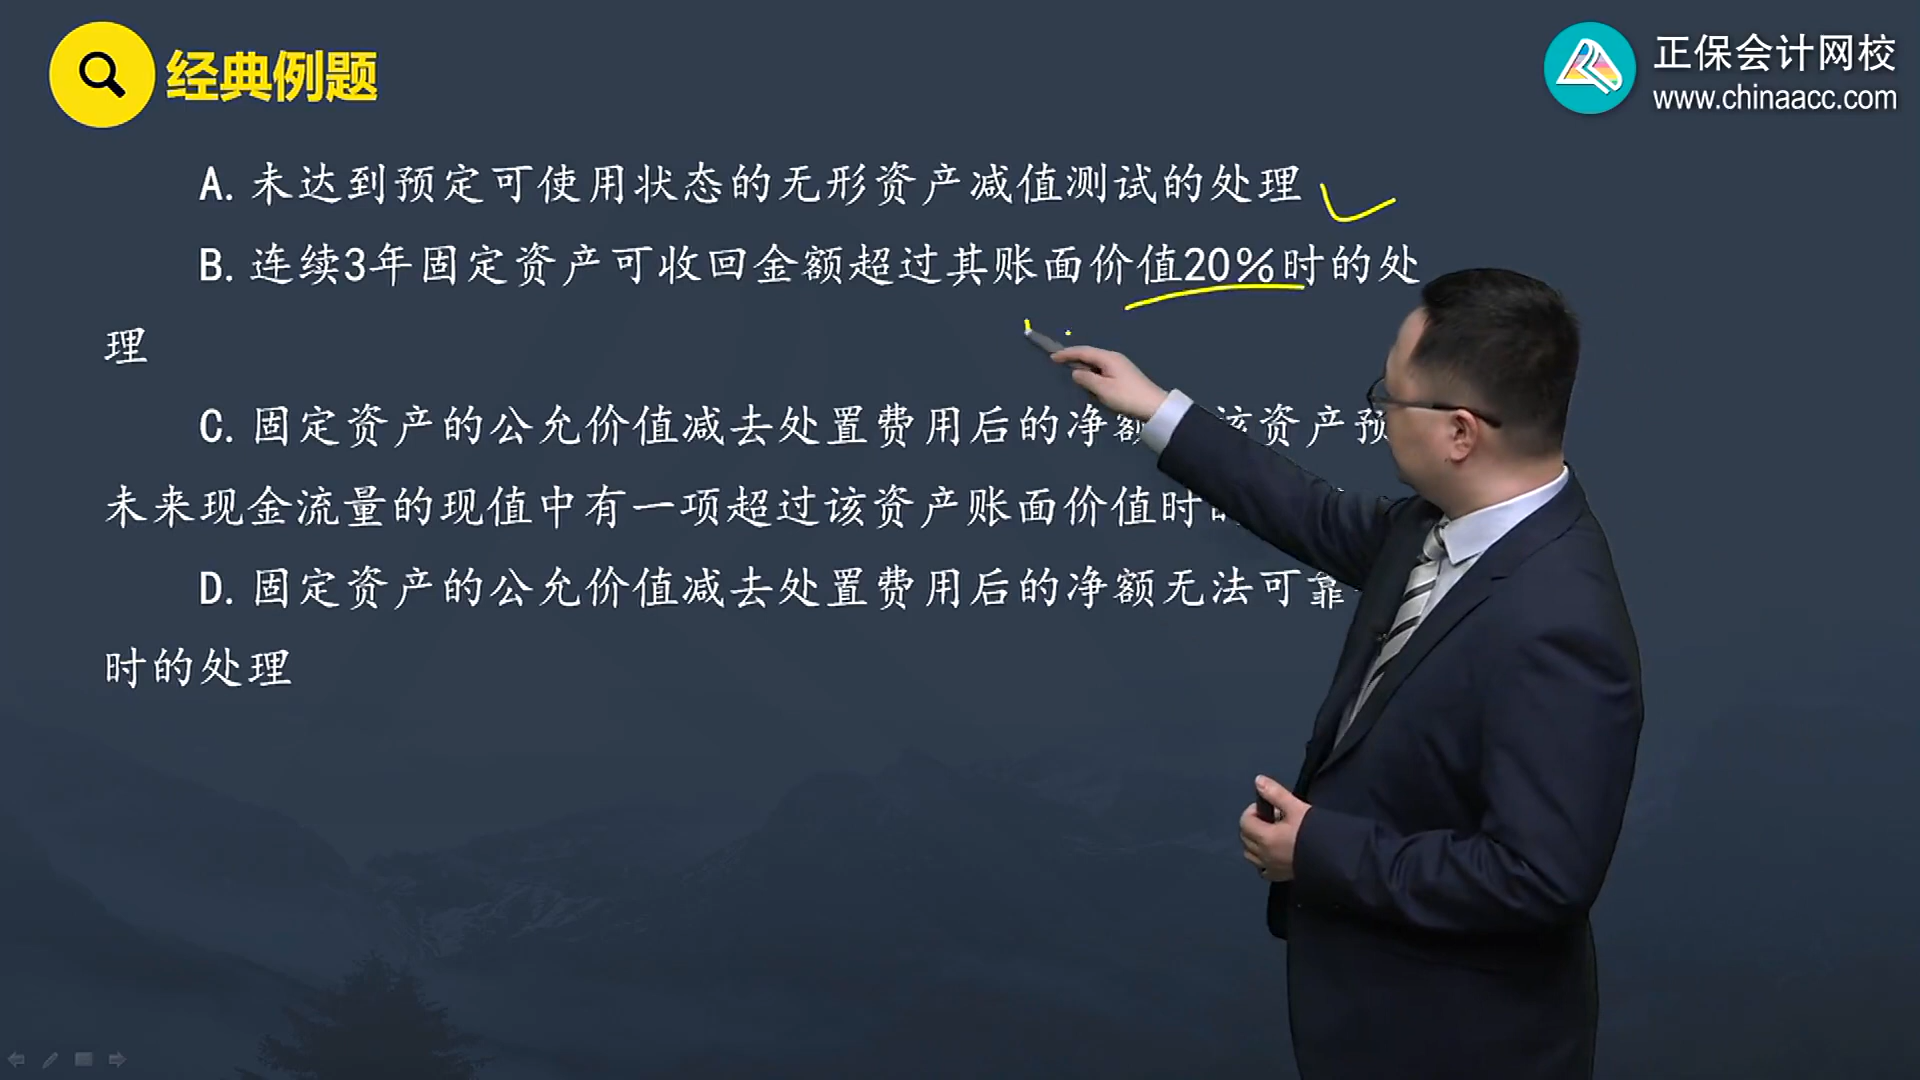 经典例题
正保会计网校
www.chinaacc.com
A. 未达到预定可使用状态的无形资产减值测试的处理
B. 连续3年固定资产可收回金额超过其账面价值20%时的处
理
C. 固定资产的公允价值减去处置费用后的净额 该资产预
未来现金流量的现值中有一项超过该资产账面价值时
D. 固定资产的公允价值减去处置费用后的净额无法可靠
时的处理